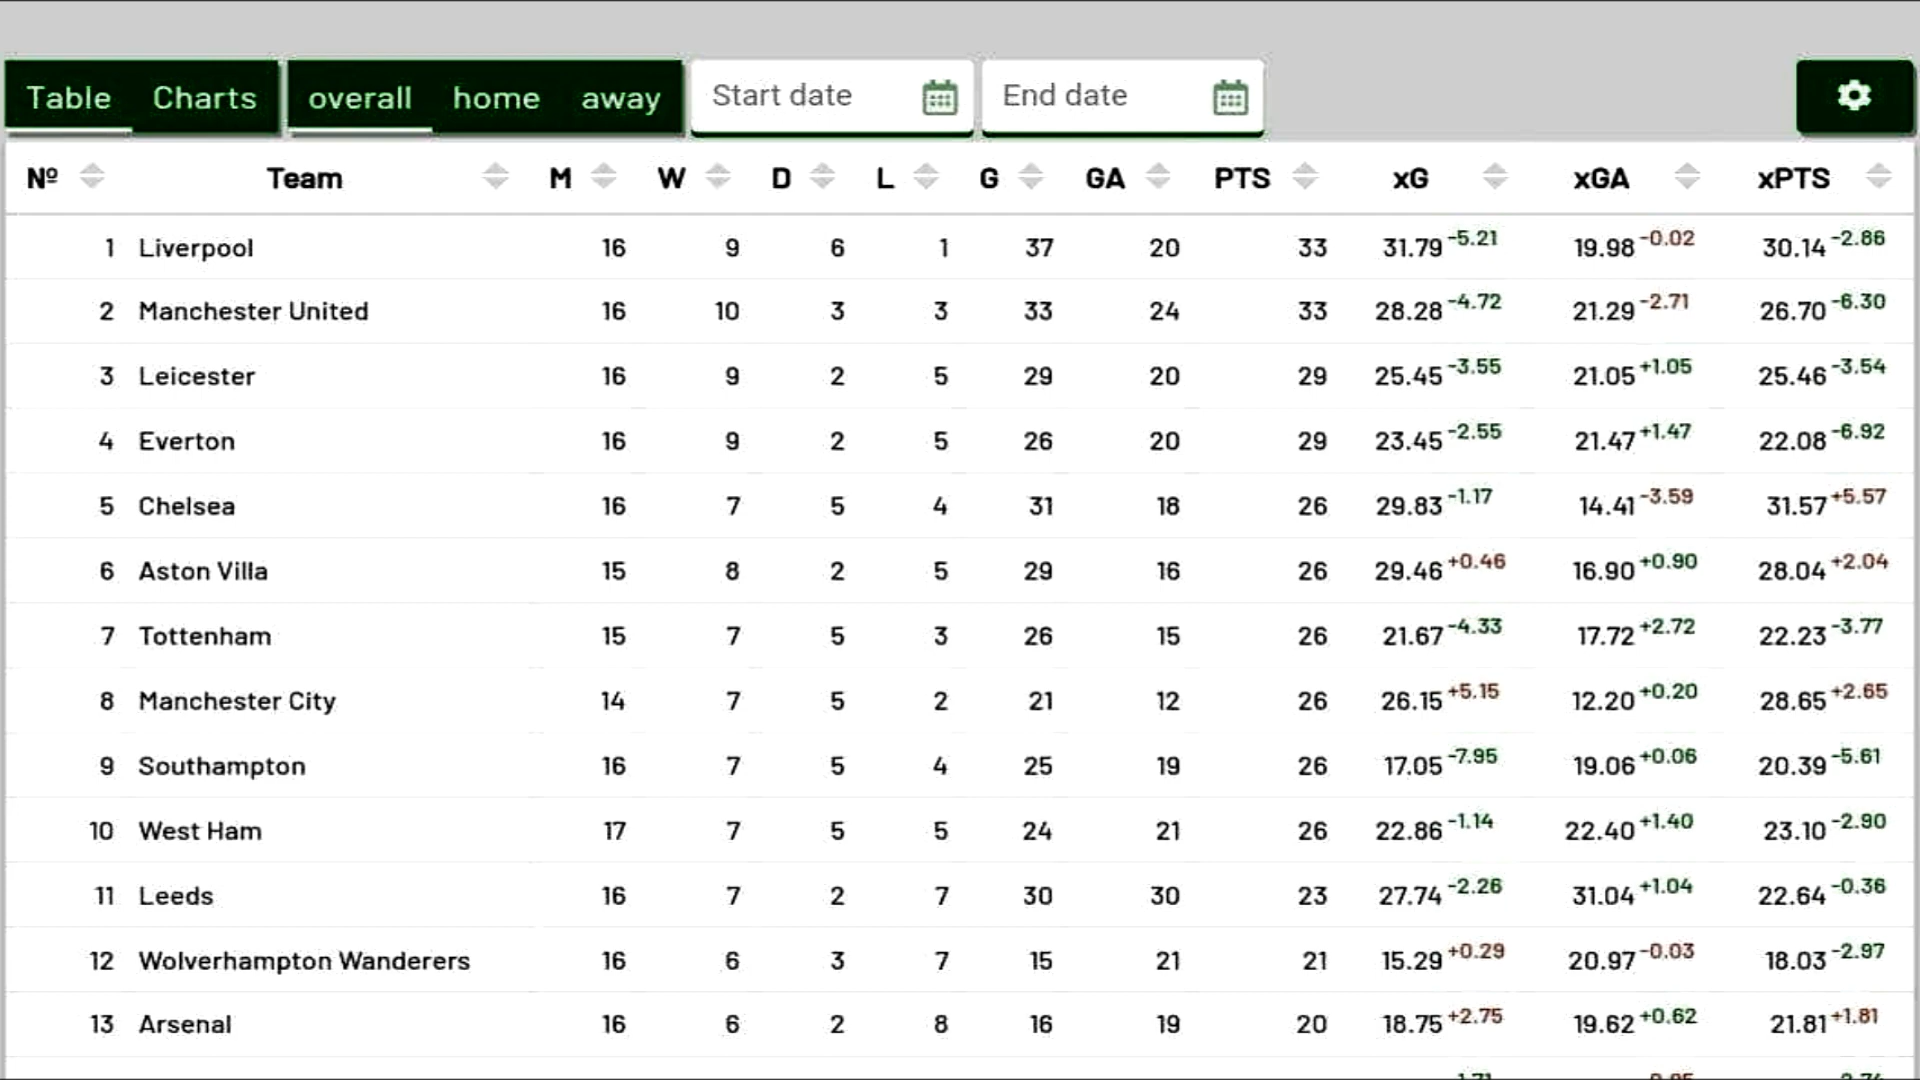 Table Charts overall home away Start date End date
Nº Team M W D L G GA PTS xG xGA xPTS
1 Liverpool 16 9 6 1 37 20 33 31.79 -5.21 19.98 -0.02 30.14 -2.86
2 Manchester United 16 10 3 3 33 24 33 28.28 -4.72 21.29 -2.71 26.70 -6.30
3 Leicester 16 9 2 5 29 20 29 25.45 -3.55 21.05 +1.05 25.46 -3.54
4 Everton 16 9 2 5 26 20 29 23.45 -2.55 21.47 +1.47 22.08 -6.92
5 Chelsea 16 7 5 4 31 18 26 29.83 -1.17 14.41 -3.59 31.57 +5.57
6 Aston Villa 15 8 2 5 29 16 26 29.46 +0.46 16.90 +0.90 28.04 +2.04
7 Tottenham 15 7 5 3 26 15 26 21.67 -4.33 17.72 +2.72 22.23 -3.77
8 Manchester City 14 7 5 2 21 12 26 26.15 +5.15 12.20 +0.20 28.65 +2.65
9 Southampton 16 7 5 4 25 19 26 17.05 -7.95 19.06 +0.06 20.39 -5.61
10 West Ham 17 7 5 5 24 21 26 22.86 -1.14 22.40 +1.40 23.10 -2.90
11 Leeds 16 7 2 7 30 30 23 27.74 -2.26 31.04 +1.04 22.64 -0.36
12 Wolverhampton Wanderers 16 6 3 7 15 21 21 15.29 +0.29 20.97 -0.03 18.03 -2.97
13 Arsenal 16 6 2 8 16 19 20 18.75 +2.75 19.62 +0.62 21.81 +1.81